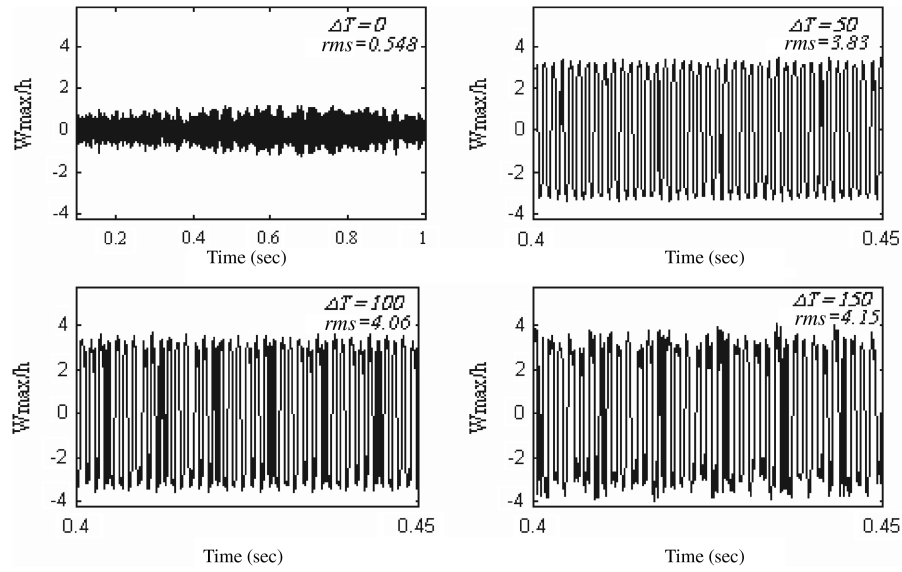 ΔT=0
rms=0.548
4
2
0
-2
-4
Wmax/h
0.2
0.4
0.6
0.8
1
Time (sec)
ΔT=50
rms=3.83
4
2
0
-2
-4
Wmax/h
0.4
0.45
Time (sec)
ΔT=100
rms=4.06
4
2
0
-2
-4
Wmax/h
0.4
0.45
Time (sec)
ΔT=150
rms=4.15
4
2
0
-2
-4
Wmax/h
0.4
0.45
Time (sec)